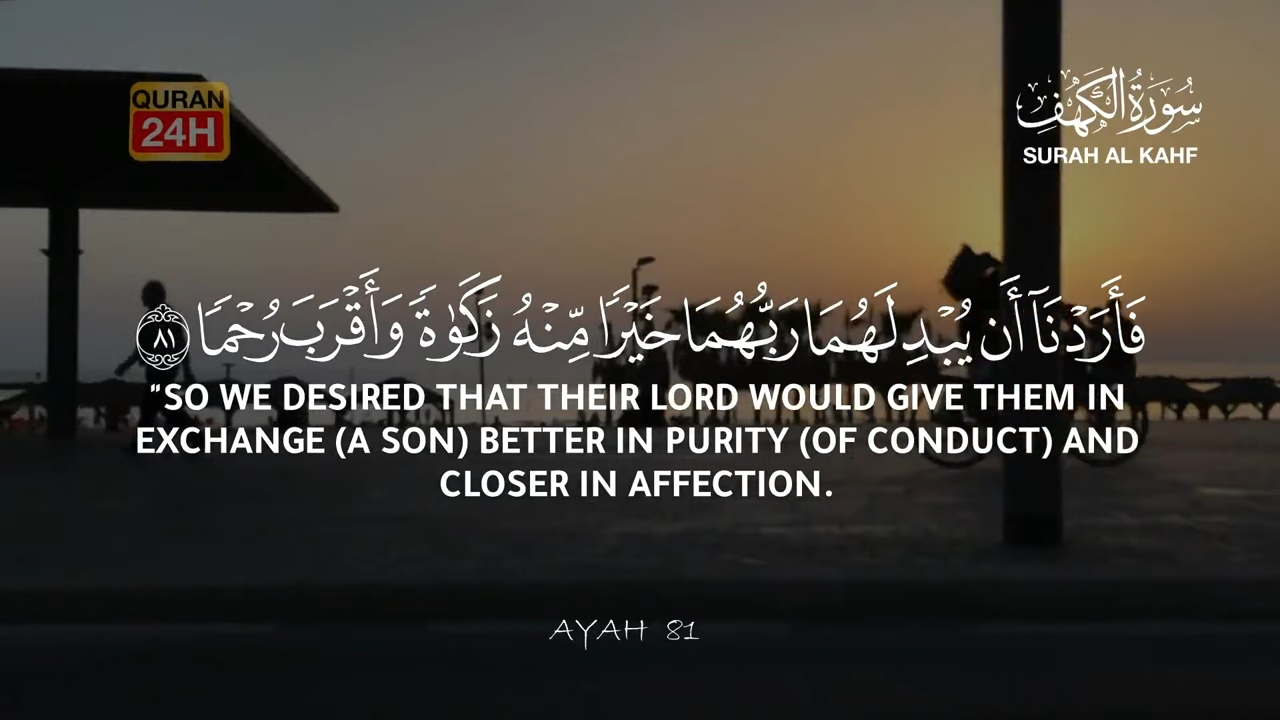 QURAN
24H
سُورَةُ الكَهْفِ
SURAH AL KAHF
فَأَرَدْنَآ أَن يُبْدِلَهُمَا رَبُّهُمَا خَيْرًا مِّنْهُ زَكَوٰةً وَأَقْرَبَ رُحْمًا ٨١
"SO WE DESIRED THAT THEIR LORD WOULD GIVE THEM IN
EXCHANGE (A SON) BETTER IN PURITY (OF CONDUCT) AND
CLOSER IN AFFECTION.
AYAH 81